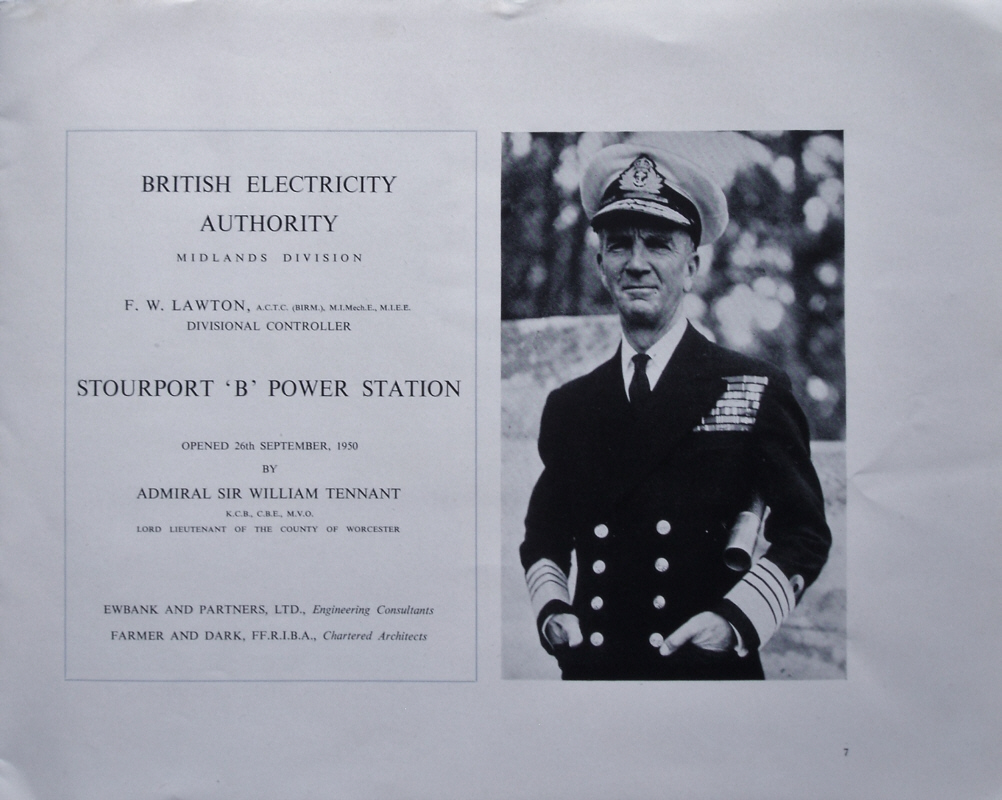 BRITISH ELECTRICITY
AUTHORITY
MIDLANDS DIVISION
F. W. LAWTON, A.C.T.C. (BIRM.), M.I.Mech.E., M.I.E.E.
DIVISIONAL CONTROLLER
STOURPORT ‘B’ POWER STATION
OPENED 26th SEPTEMBER, 1950
BY
ADMIRAL SIR WILLIAM TENNANT
K.C.B., C.B.E., M.V.O.
LORD LIEUTENANT OF THE COUNTY OF WORCESTER
EWBANK AND PARTNERS, LTD., Engineering Consultants
FARMER AND DARK, FF.R.I.B.A., Chartered Architects
7